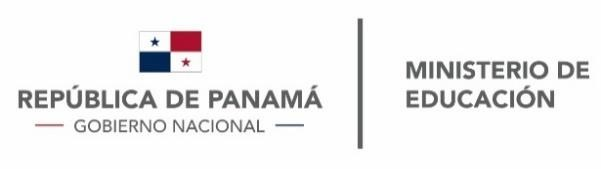 REPÚBLICA DE PANAMÁ
GOBIERNO NACIONAL
MINISTERIO DE
EDUCACIÓN